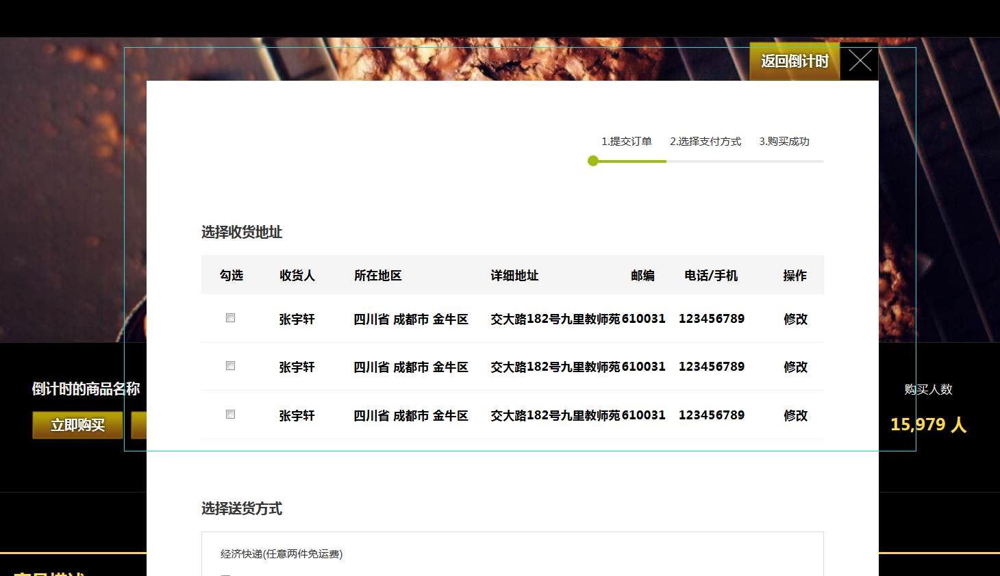 返回倒计时
1.提交订单 2.选择支付方式 3.购买成功
选择收货地址
勾选 收货人 所在地区 详细地址 邮编 电话/手机 操作
张宇轩 四川省 成都市 金牛区 交大路182号九里教师苑 610031 123456789 修改
张宇轩 四川省 成都市 金牛区 交大路182号九里教师苑 610031 123456789 修改
张宇轩 四川省 成都市 金牛区 交大路182号九里教师苑 610031 123456789 修改
倒计时的商品名称
立即购买
购买人数
15,979 人
选择送货方式
经济快递(任意两件免运费)